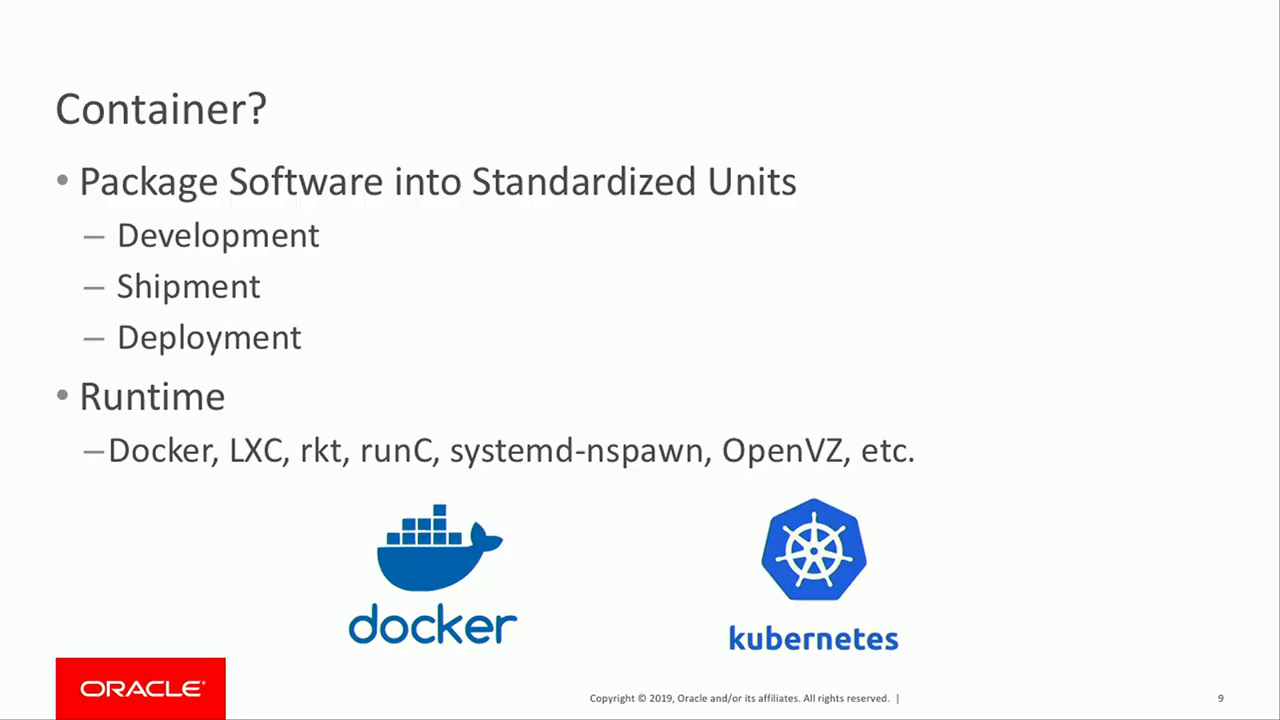 Container?
• Package Software into Standardized Units
– Development
– Shipment
– Deployment
• Runtime
–Docker, LXC, rkt, runC, systemd-nspawn, OpenVZ, etc.
docker
kubernetes
ORACLE®
Copyright © 2019, Oracle and/or its affiliates. All rights reserved. |
9